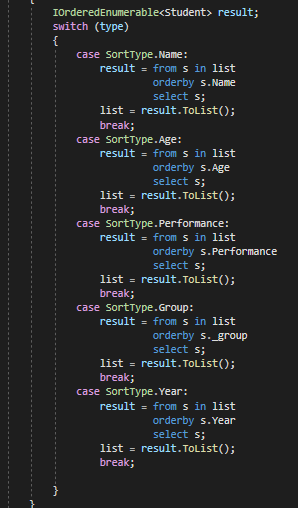 {
IOrderedEnumerable<Student> result;
switch (type)
{
case SortType.Name:
result = from s in list
orderby s.Name
select s;
list = result.ToList();
break;
case SortType.Age:
result = from s in list
orderby s.Age
select s;
list = result.ToList();
break;
case SortType.Performance:
result = from s in list
orderby s.Performance
select s;
list = result.ToList();
break;
case SortType.Group:
result = from s in list
orderby s._group
select s;
list = result.ToList();
break;
case SortType.Year:
result = from s in list
orderby s.Year
select s;
list = result.ToList();
break;
}
}